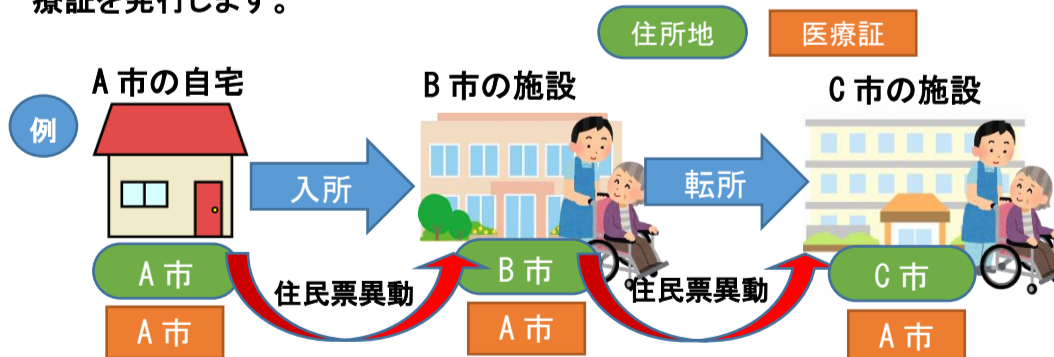 療証を発行します。
住所地
医療証
A市の自宅
B市の施設
C市の施設
例
入所
転所
A市
住民票異動
B市
住民票異動
C市
A市
A市
A市